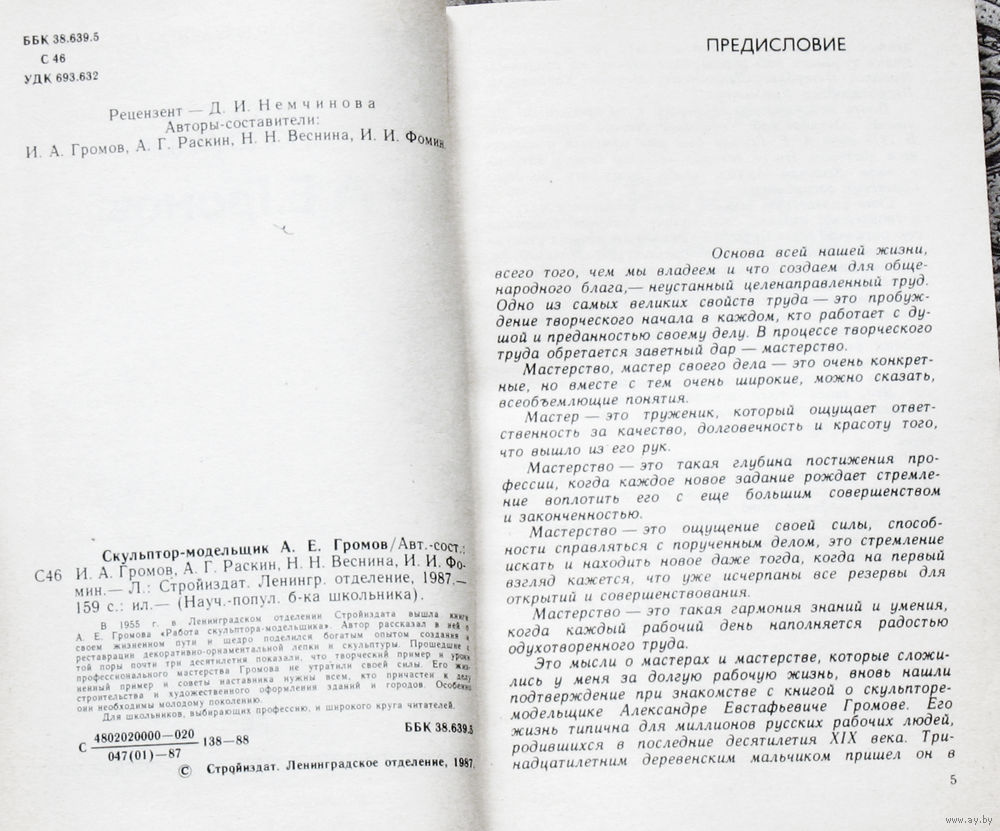 ББК 38.639.5
С 46
УДК 693.632
Рецензент — Д. И. Немчинова
Авторы-составители:
И. А. Громов, А. Г. Раскин, Н. Н. Веснина, И. И. Фомин.
Скульптор-модельщик А. Е. Громов/Авт.-сост.:
С46 И. А. Громов, А. Г. Раскин, Н. Н. Веснина, И. И. Фо-
мин.— Л.: Стройиздат. Ленингр. отделение, 1987.—
159 с.: ил.— (Науч.-попул. б-ка школьника).
В 1955 г. в Ленинградском отделении Стройиздата вышла книга
А. Е. Громова «Работа скульптора-модельщика». Автор рассказал в ней о
своем жизненном пути и щедро поделился богатым опытом создания и
реставрации декоративно-орнаментальной лепки и скульптуры. Прошедшие с
той поры почти три десятилетия показали, что творческий пример и уроки
профессионального мастерства Громова не утратили своей силы. Его жиз-
ненный пример и советы наставника нужны всем, кто причастен к делу
строительства и художественного оформления зданий и городов. Особенно
они необходимы молодому поколению.
Для школьников, выбирающих профессию, и широкого круга читателей.
С 4802020000—020
047(01)—87 138—88
ББК 38.639.5
© Стройиздат. Ленинградское отделение, 1987.
ПРЕДИСЛОВИЕ
Основа всей нашей жизни,
всего того, чем мы владеем и что создаем для обще-
народного блага,— неустанный целенаправленный труд.
Одно из самых великих свойств труда — это пробуж-
дение творческого начала в каждом, кто работает с ду-
шой и преданностью своему делу. В процессе творческого
труда обретается заветный дар — мастерство.
Мастерство, мастер своего дела — это очень конкрет-
ные, но вместе с тем очень широкие, можно сказать,
всеобъемлющие понятия.
Мастер — это труженик, который ощущает ответ-
ственность за качество, долговечность и красоту того,
что вышло из его рук.
Мастерство — это такая глубина постижения про-
фессии, когда каждое новое задание рождает стремле-
ние воплотить его с еще большим совершенством
и законченностью.
Мастерство — это ощущение своей силы, способ-
ности справляться с порученным делом, это стремление
искать и находить новое даже тогда, когда на первый
взгляд кажется, что уже исчерпаны все резервы для
открытий и совершенствования.
Мастерство — это такая гармония знаний и умения,
когда каждый рабочий день наполняется радостью
одухотворенного труда.
Это мысли о мастерах и мастерстве, которые сложи-
лись у меня за долгую рабочую жизнь, вновь нашли
подтверждение при знакомстве с книгой о скульпторе-
модельщике Александре Евстафьевиче Громове. Его
жизнь типична для миллионов русских рабочих людей,
родившихся в последние десятилетия XIX века. Три-
надцатилетним деревенским мальчиком пришел он в
5
www.ay.by